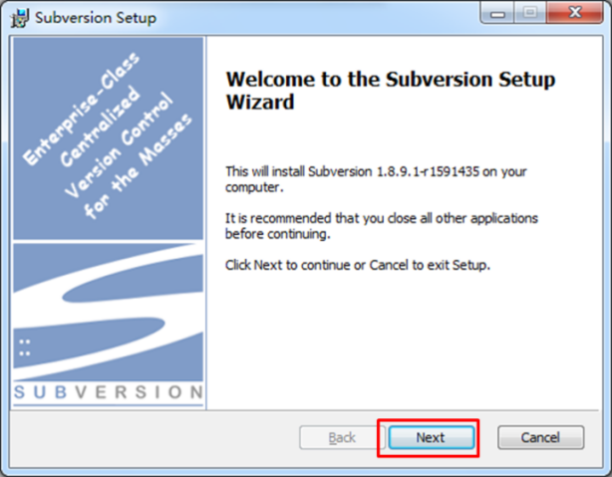 Subversion Setup
Enterprise-Class
Centralized
Version Control
for the Masses
SUBVERSION
Welcome to the Subversion Setup
Wizard
This will install Subversion 1.8.9.1-r1591435 on your
computer.
It is recommended that you close all other applications
before continuing.
Click Next to continue or Cancel to exit Setup.
Back
Next
Cancel